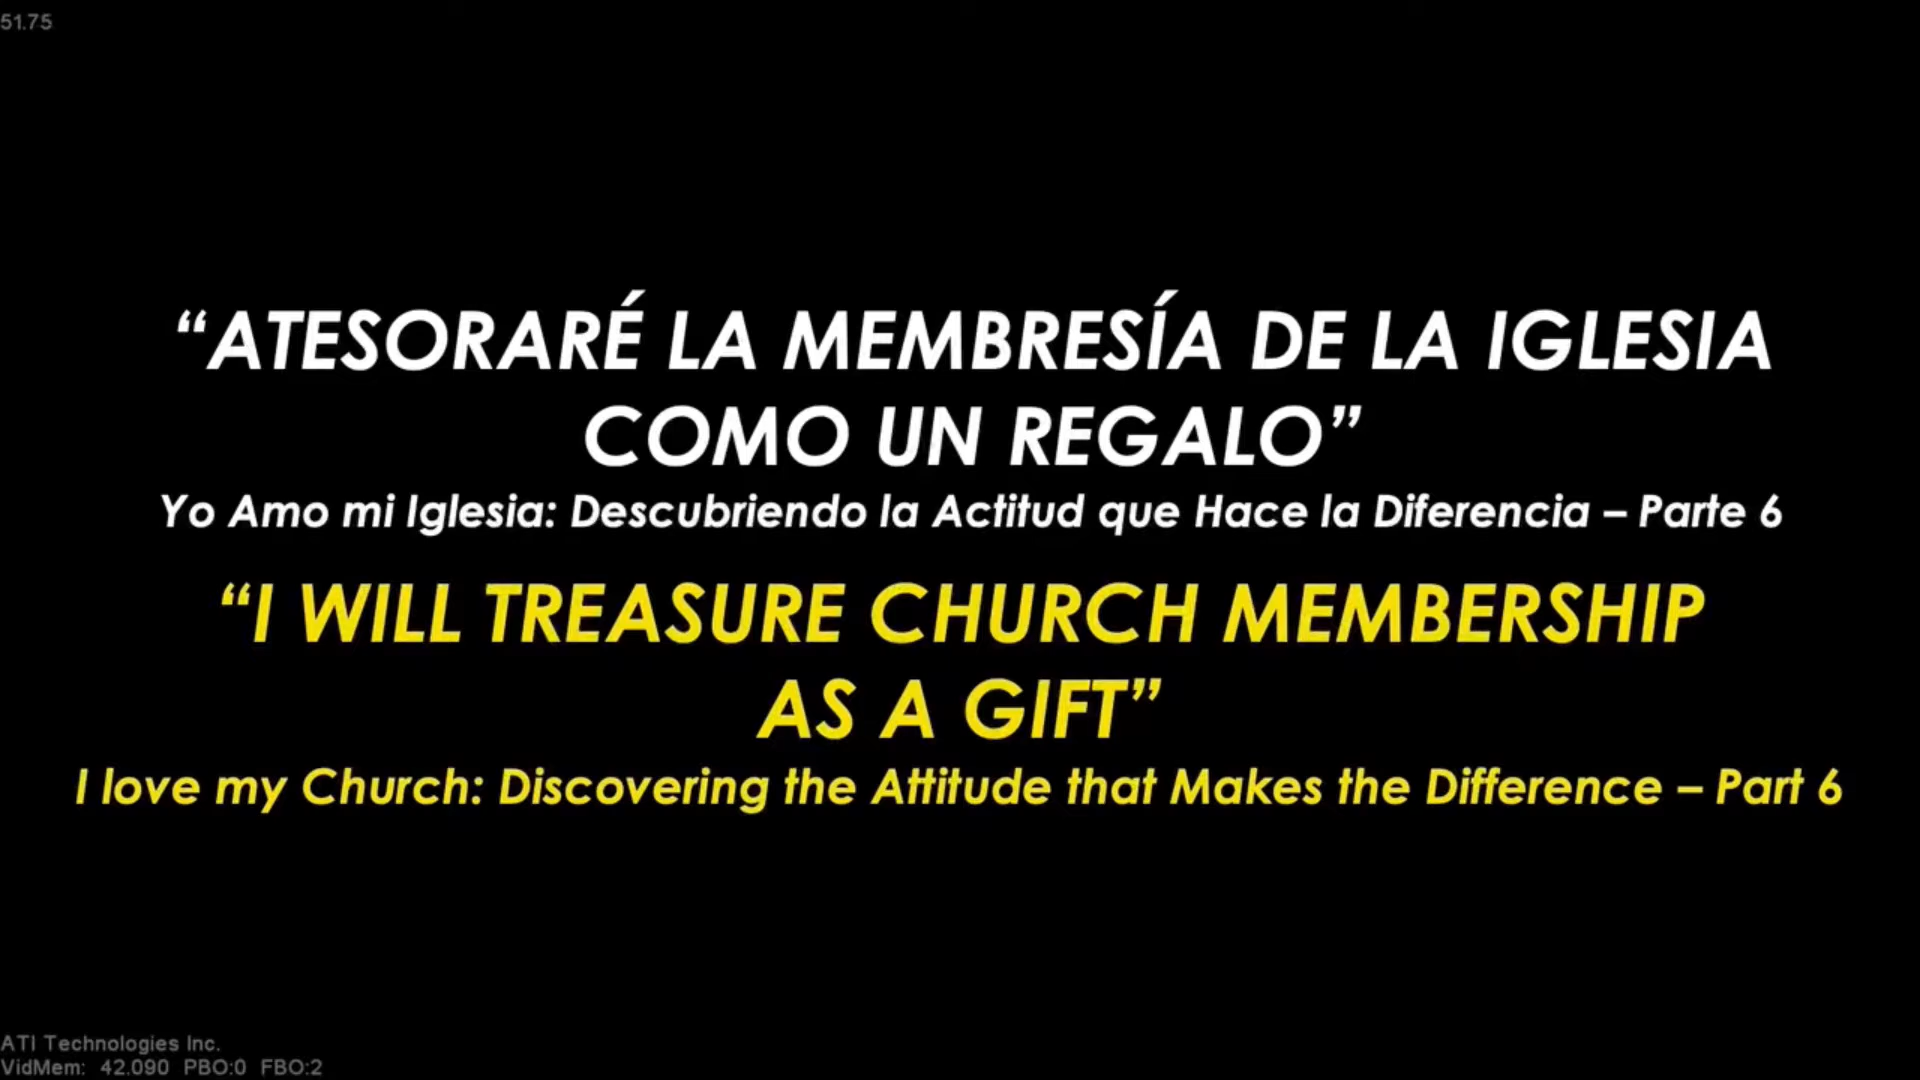 51.75
“ATESORARÉ LA MEMBRESÍA DE LA IGLESIA
COMO UN REGALO”
Yo Amo mi Iglesia: Descubriendo la Actitud que Hace la Diferencia – Parte 6
“I WILL TREASURE CHURCH MEMBERSHIP
AS A GIFT”
I love my Church: Discovering the Attitude that Makes the Difference – Part 6
ATI Technologies Inc.
VidMem: 42.090 PBO:0 FBO:2